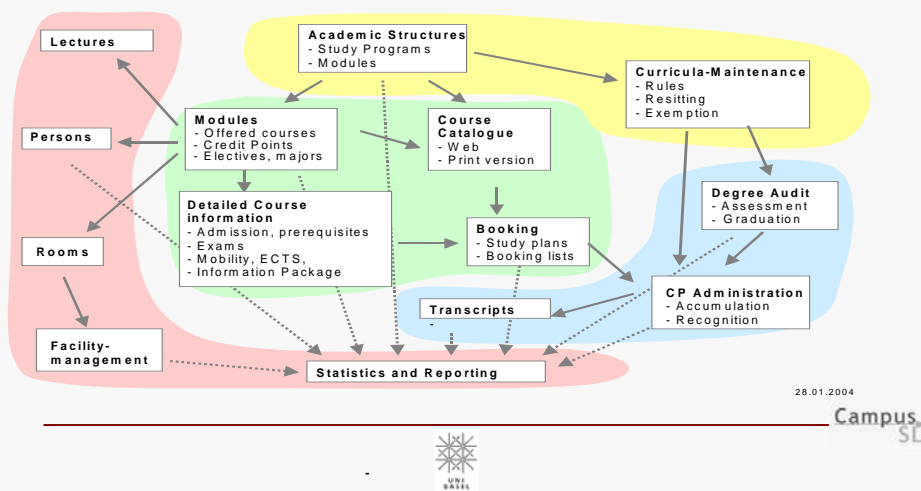 Academic Structures
- Study Programs
- Modules
Lectures
Curricula-Maintenance
- Rules
- Resitting
- Exemption
Persons
Modules
- Offered courses
- Credit Points
- Electives, majors
Course
Catalogue
- Web
- Print version
Degree Audit
- Assessment
- Graduation
Detailed Course
information
- Admission, prerequisites
- Exams
- Mobility, ECTS,
- Information Package
Booking
- Study plans
- Booking lists
Rooms
CP Administration
- Accumulation
- Recognition
Transcripts
-
Facility-
management
Statistics and Reporting
28.01.2004
Campus
SL
-
UNI
BASEL